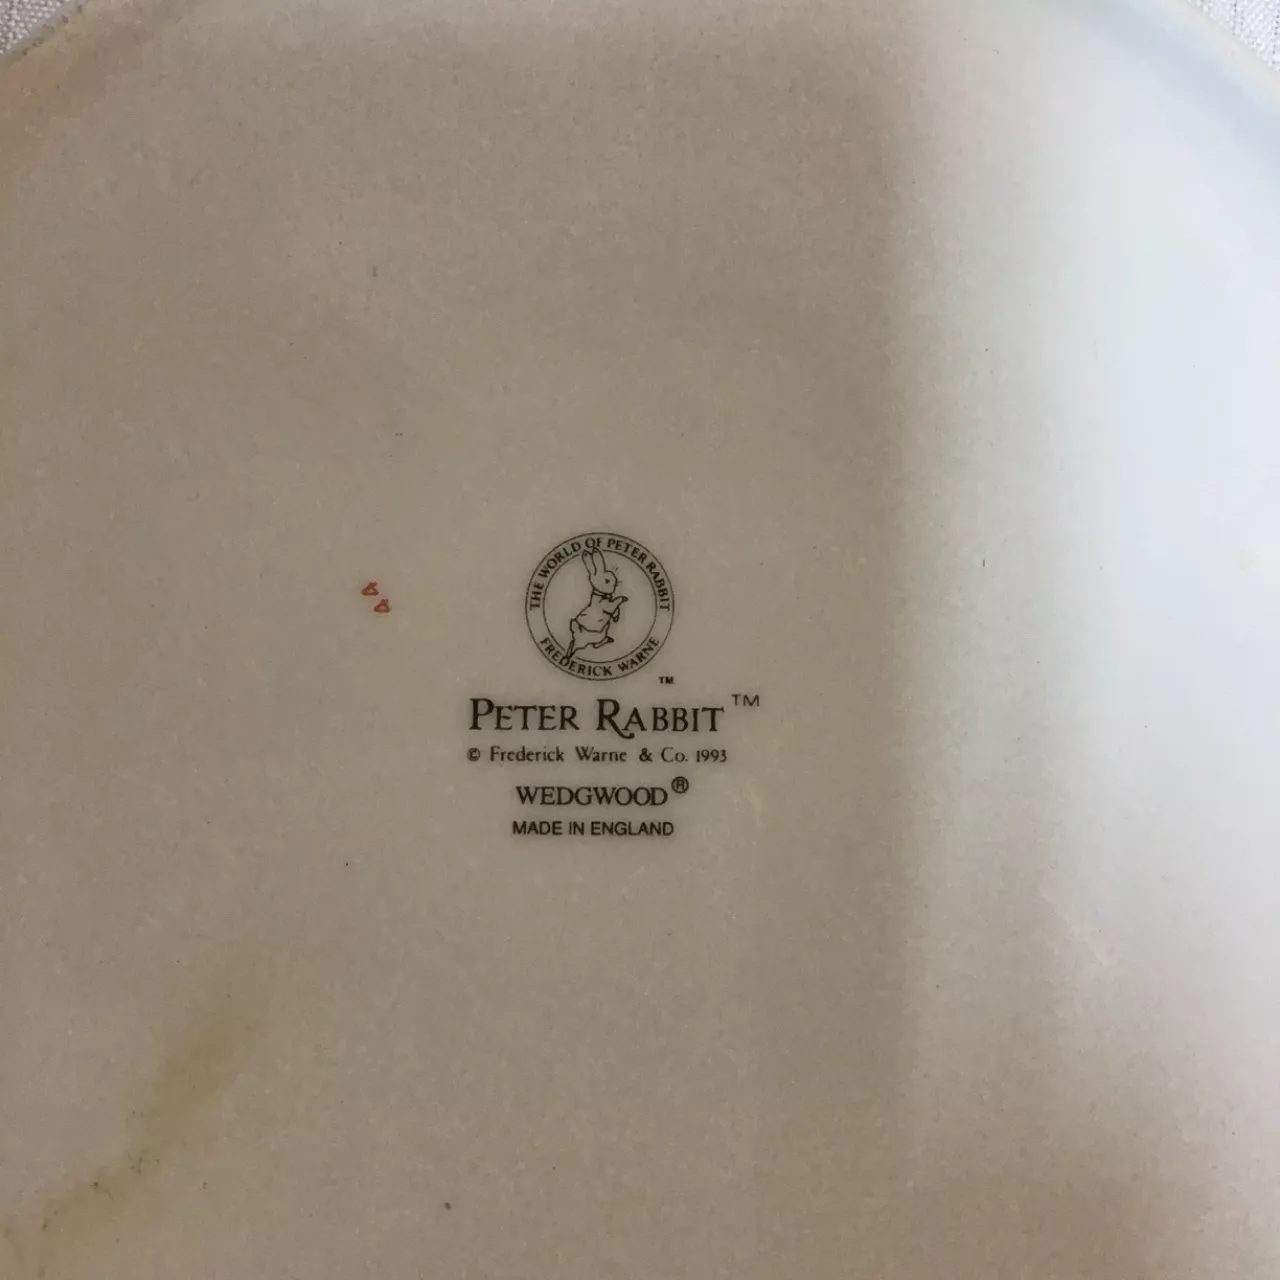 THE WORLD OF PETER RABBIT
FREDERICK WARNE
TM
PETER RABBIT™
© Frederick Warne & Co. 1993
WEDGWOOD®
MADE IN ENGLAND